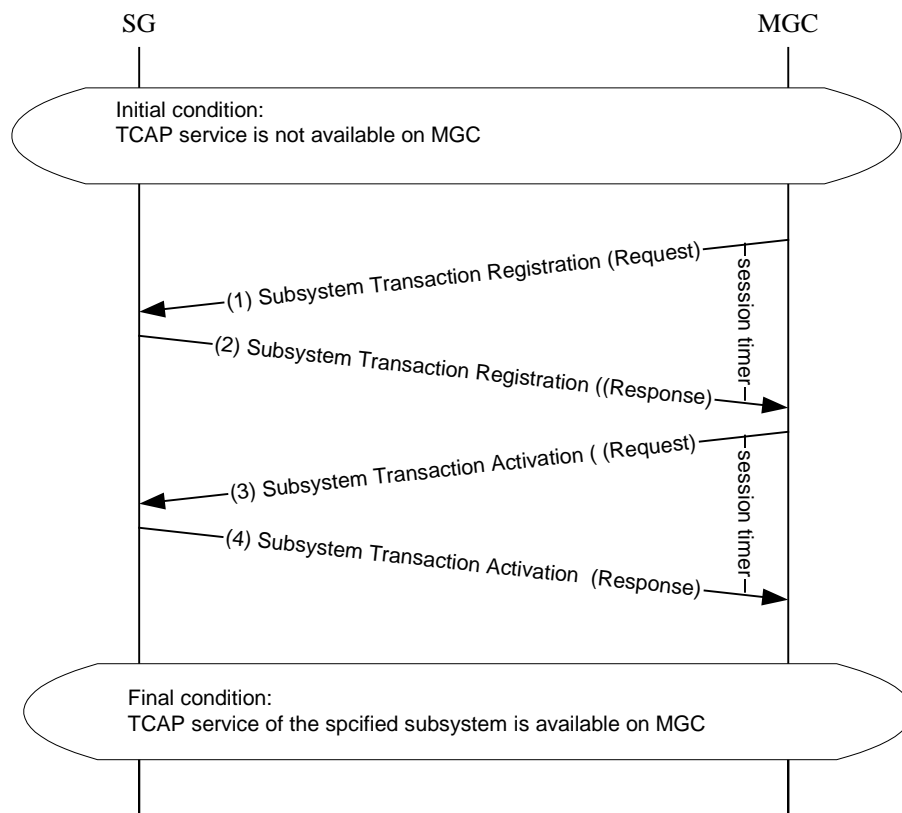 SG
MGC
Initial condition:
TCAP service is not available on MGC
(1) Subsystem Transaction Registration (Request)
session timer
(2) Subsystem Transaction Registration ((Response)
(3) Subsystem Transaction Activation ( (Request)
session timer
(4) Subsystem Transaction Activation (Response)
Final condition:
TCAP service of the spcified subsystem is available on MGC